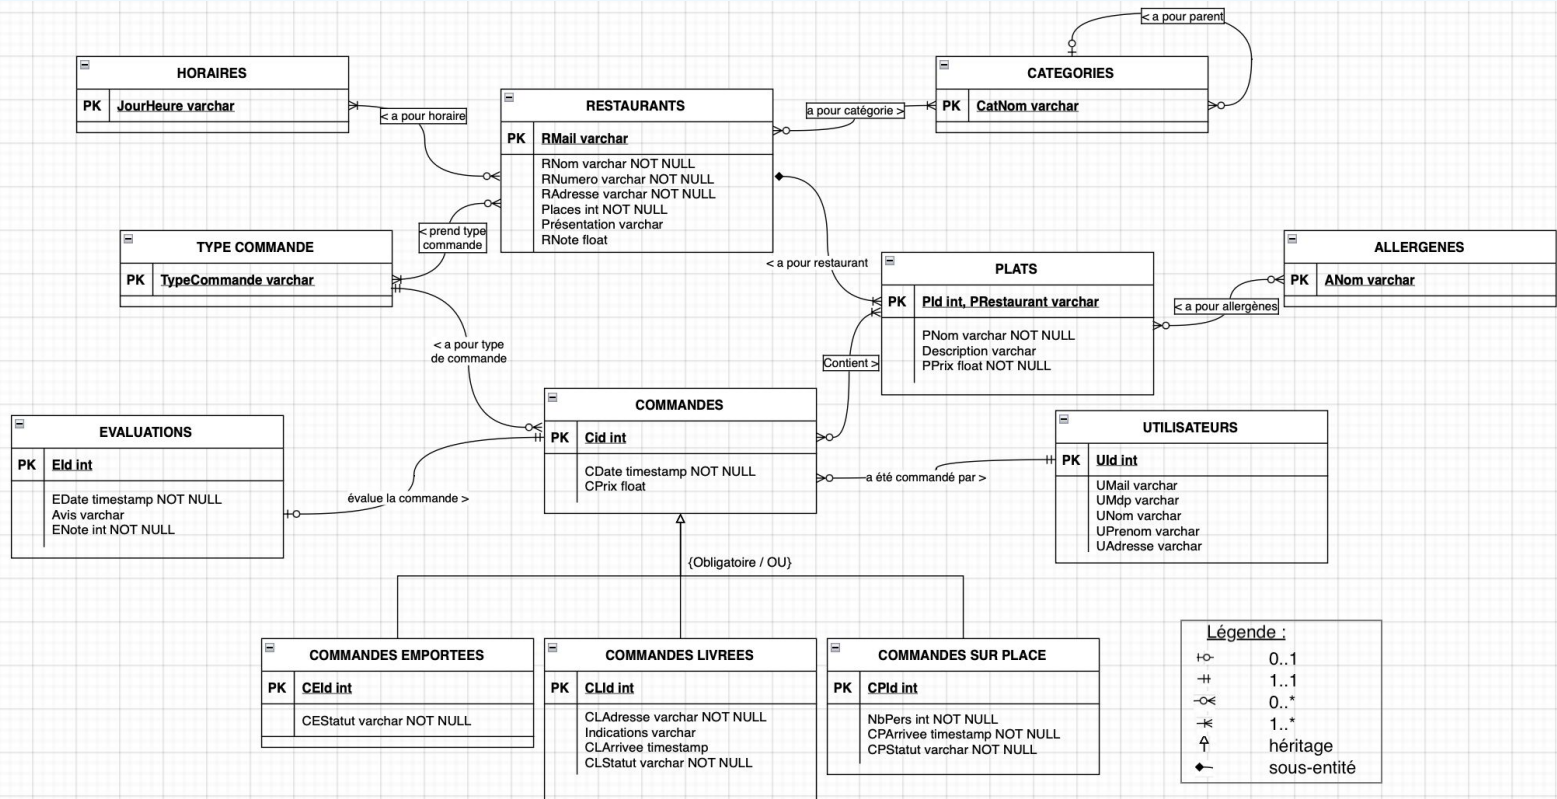 < a pour parent
HORAIRES
PK JourHeure varchar
< a pour horaire
RESTAURANTS
PK RMail varchar
RNom varchar NOT NULL
RNumero varchar NOT NULL
RAdresse varchar NOT NULL
Places int NOT NULL
Présentation varchar
RNote float
a pour catégorie >
CATEGORIES
PK CatNom varchar
TYPE COMMANDE
PK TypeCommande varchar
< prend type
commande
< a pour restaurant
PLATS
PK PId int, PRestaurant varchar
PNom varchar NOT NULL
Description varchar
PPrix float NOT NULL
ALLERGENES
PK ANom varchar
< a pour allergènes
< a pour type
de commande
Contient >
COMMANDES
PK Cid int
CDate timestamp NOT NULL
CPrix float
EVALUATIONS
PK EId int
EDate timestamp NOT NULL
Avis varchar
ENote int NOT NULL
évalue la commande >
a été commandé par >
UTILISATEURS
PK UId int
UMail varchar
UMdp varchar
UNom varchar
UPrenom varchar
UAdresse varchar
{Obligatoire / OU}
COMMANDES EMPORTEES
PK CEId int
CEStatut varchar NOT NULL
COMMANDES LIVREES
PK CLId int
CLAdresse varchar NOT NULL
Indications varchar
CLArrivee timestamp
CLStatut varchar NOT NULL
COMMANDES SUR PLACE
PK CPId int
NbPers int NOT NULL
CPArrivee timestamp NOT NULL
CPStatut varchar NOT NULL
Légende :
0..1
1..1
0..*
1..*
héritage
sous-entité